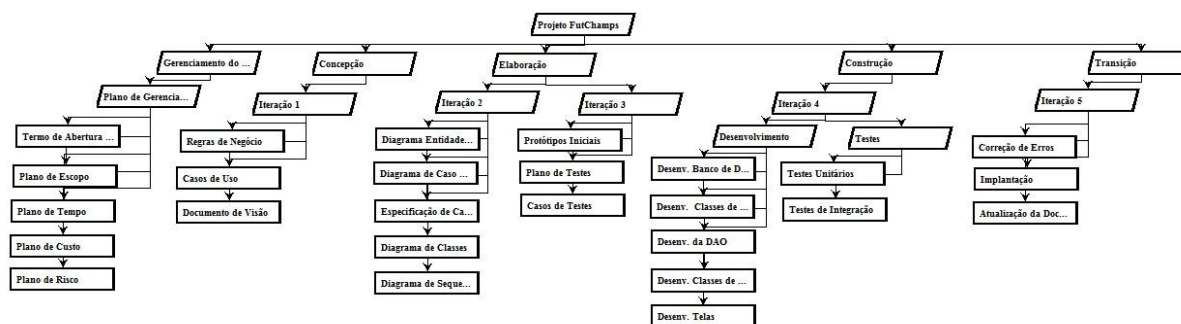 Projeto FutChamps
Gerenciamento do ...
Concepção
Elaboração
Construção
Transição
Plano de Gerencia...
Iteração 1
Iteração 2
Iteração 3
Iteração 4
Iteração 5
Termo de Abertura ...
Regras de Negócio
Diagrama Entidade...
Protótipos Iniciais
Desenvolvimento
Testes
Correção de Erros
Plano de Escopo
Casos de Uso
Diagrama de Caso ...
Plano de Testes
Desenv. Banco de D...
Testes Unitários
Implantação
Plano de Tempo
Documento de Visão
Especificação de Ca...
Casos de Testes
Desenv. Classes de ...
Testes de Integração
Atualização da Doc...
Plano de Custo
Diagrama de Classes
Desenv. da DAO
Plano de Risco
Diagrama de Seque...
Desenv. Classes de ...
Desenv. Telas